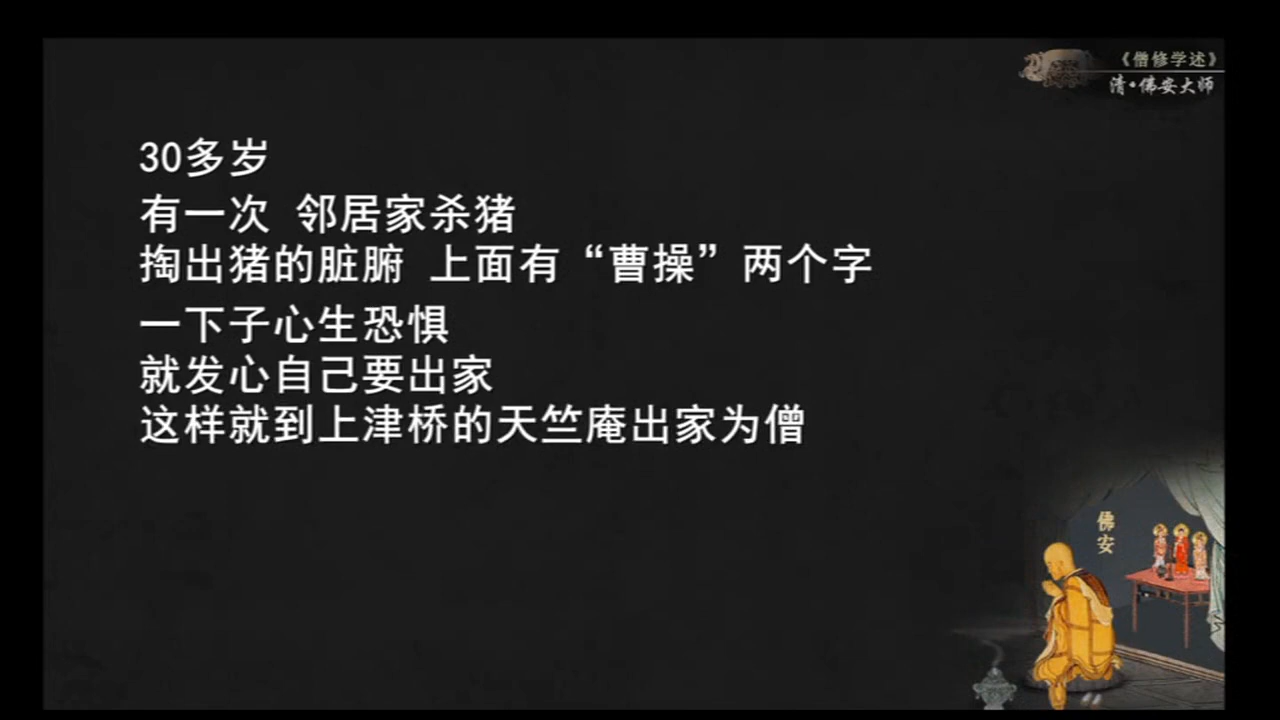 《僧修学述》
清·佛安大师
30多岁
有一次 邻居家杀猪
掏出猪的脏腑 上面有“曹操”两个字
一下子心生恐惧
就发心自己要出家
这样就到上津桥的天竺庵出家为僧
佛安